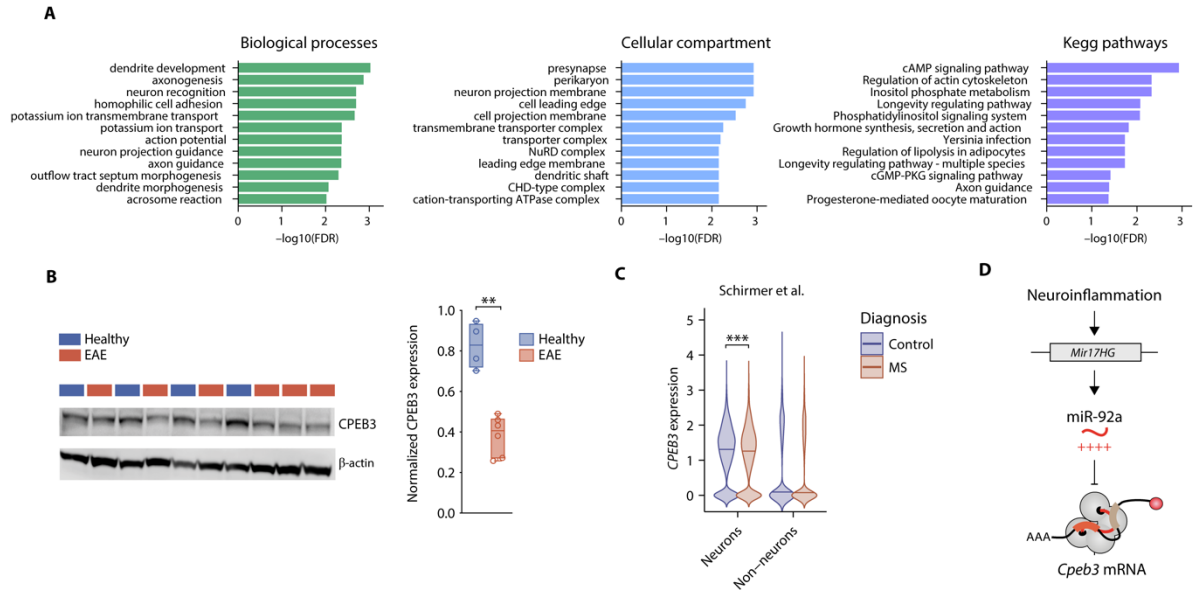 A
Biological processes
dendrite development
axonogenesis
neuron recognition
homophilic cell adhesion
potassium ion transmembrane transport
potassium ion transport
action potential
neuron projection guidance
axon guidance
outflow tract septum morphogenesis
dendrite morphogenesis
acrosome reaction
0 1 2 3
–log10(FDR)
Cellular compartment
presynapse
perikaryon
neuron projection membrane
cell leading edge
cell projection membrane
transmembrane transporter complex
transporter complex
NuRD complex
leading edge membrane
dendritic shaft
CHD-type complex
cation-transporting ATPase complex
0 1 2 3
–log10(FDR)
Kegg pathways
cAMP signaling pathway
Regulation of actin cytoskeleton
Inositol phosphate metabolism
Longevity regulating pathway
Phosphatidylinositol signaling system
Growth hormone synthesis, secretion and action
Yersinia infection
Regulation of lipolysis in adipocytes
Longevity regulating pathway - multiple species
cGMP-PKG signaling pathway
Axon guidance
Progesterone-mediated oocyte maturation
0 1 2 3
–log10(FDR)
B
Healthy
EAE
CPEB3
β-actin
Normalized CPEB3 expression
1.0
0.8
0.6
0.4
0.2
0.0
**
Healthy
EAE
C
Schirmer et al.
CPEB3 expression
5
4
3
2
1
0
***
Neurons
Non–neurons
Diagnosis
Control
MS
D
Neuroinflammation
Mir17HG
miR-92a
++++
AAA
Cpeb3 mRNA